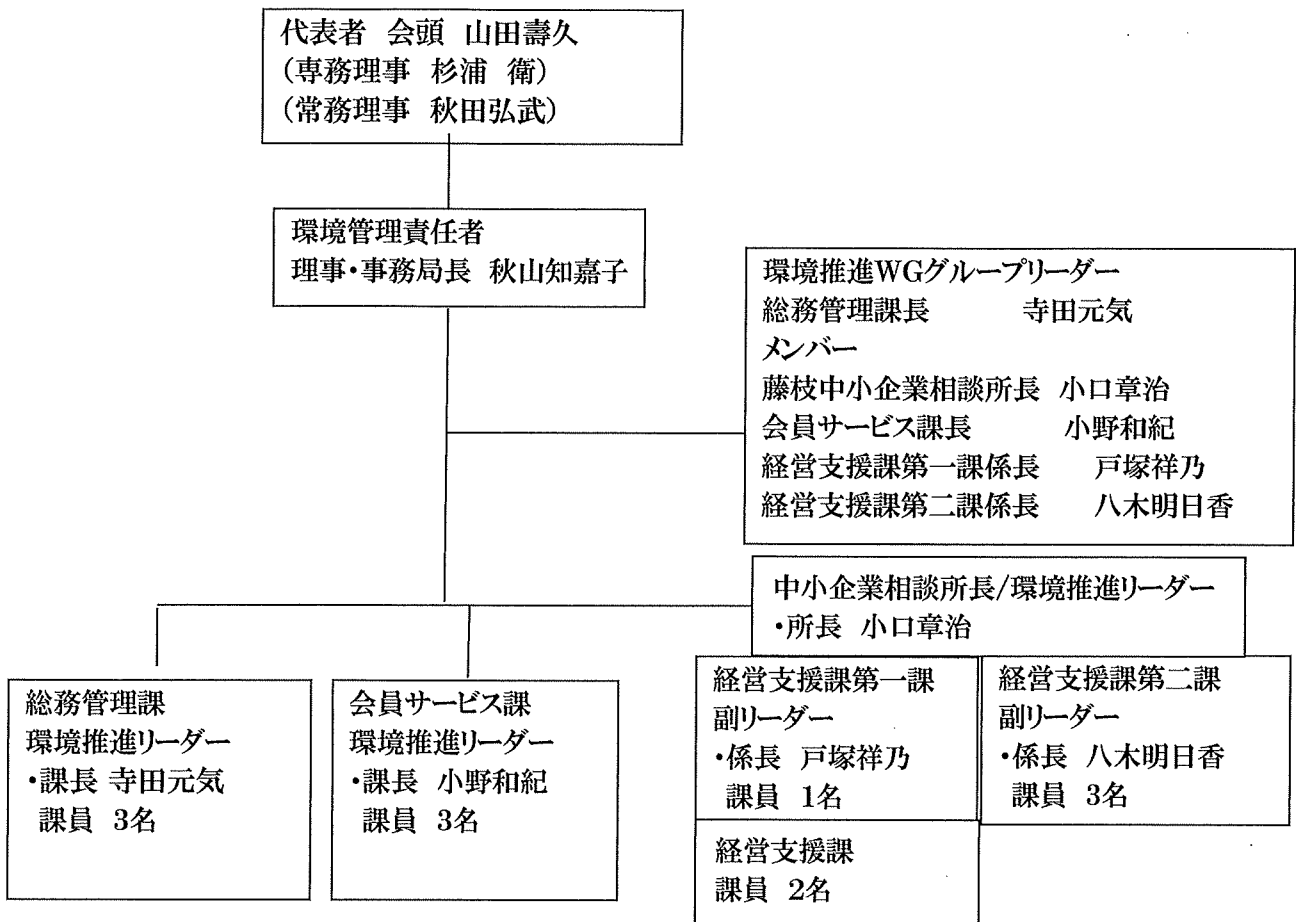 代表者 会頭 山田壽久
(専務理事 杉浦 衛)
(常務理事 秋田弘武)
環境管理責任者
理事・事務局長 秋山知嘉子
環境推進WGグループリーダー
総務管理課長 寺田元気
メンバー
藤枝中小企業相談所長 小口章治
会員サービス課長 小野和紀
経営支援課第一課係長 戸塚祥乃
経営支援課第二課係長 八木明日香
中小企業相談所長/環境推進リーダー
・所長 小口章治
総務管理課
環境推進リーダー
・課長 寺田元気
課員 3名
会員サービス課
環境推進リーダー
・課長 小野和紀
課員 3名
経営支援課第一課
副リーダー
・係長 戸塚祥乃
課員 1名
経営支援課第二課
副リーダー
・係長 八木明日香
課員 3名
経営支援課
課員 2名